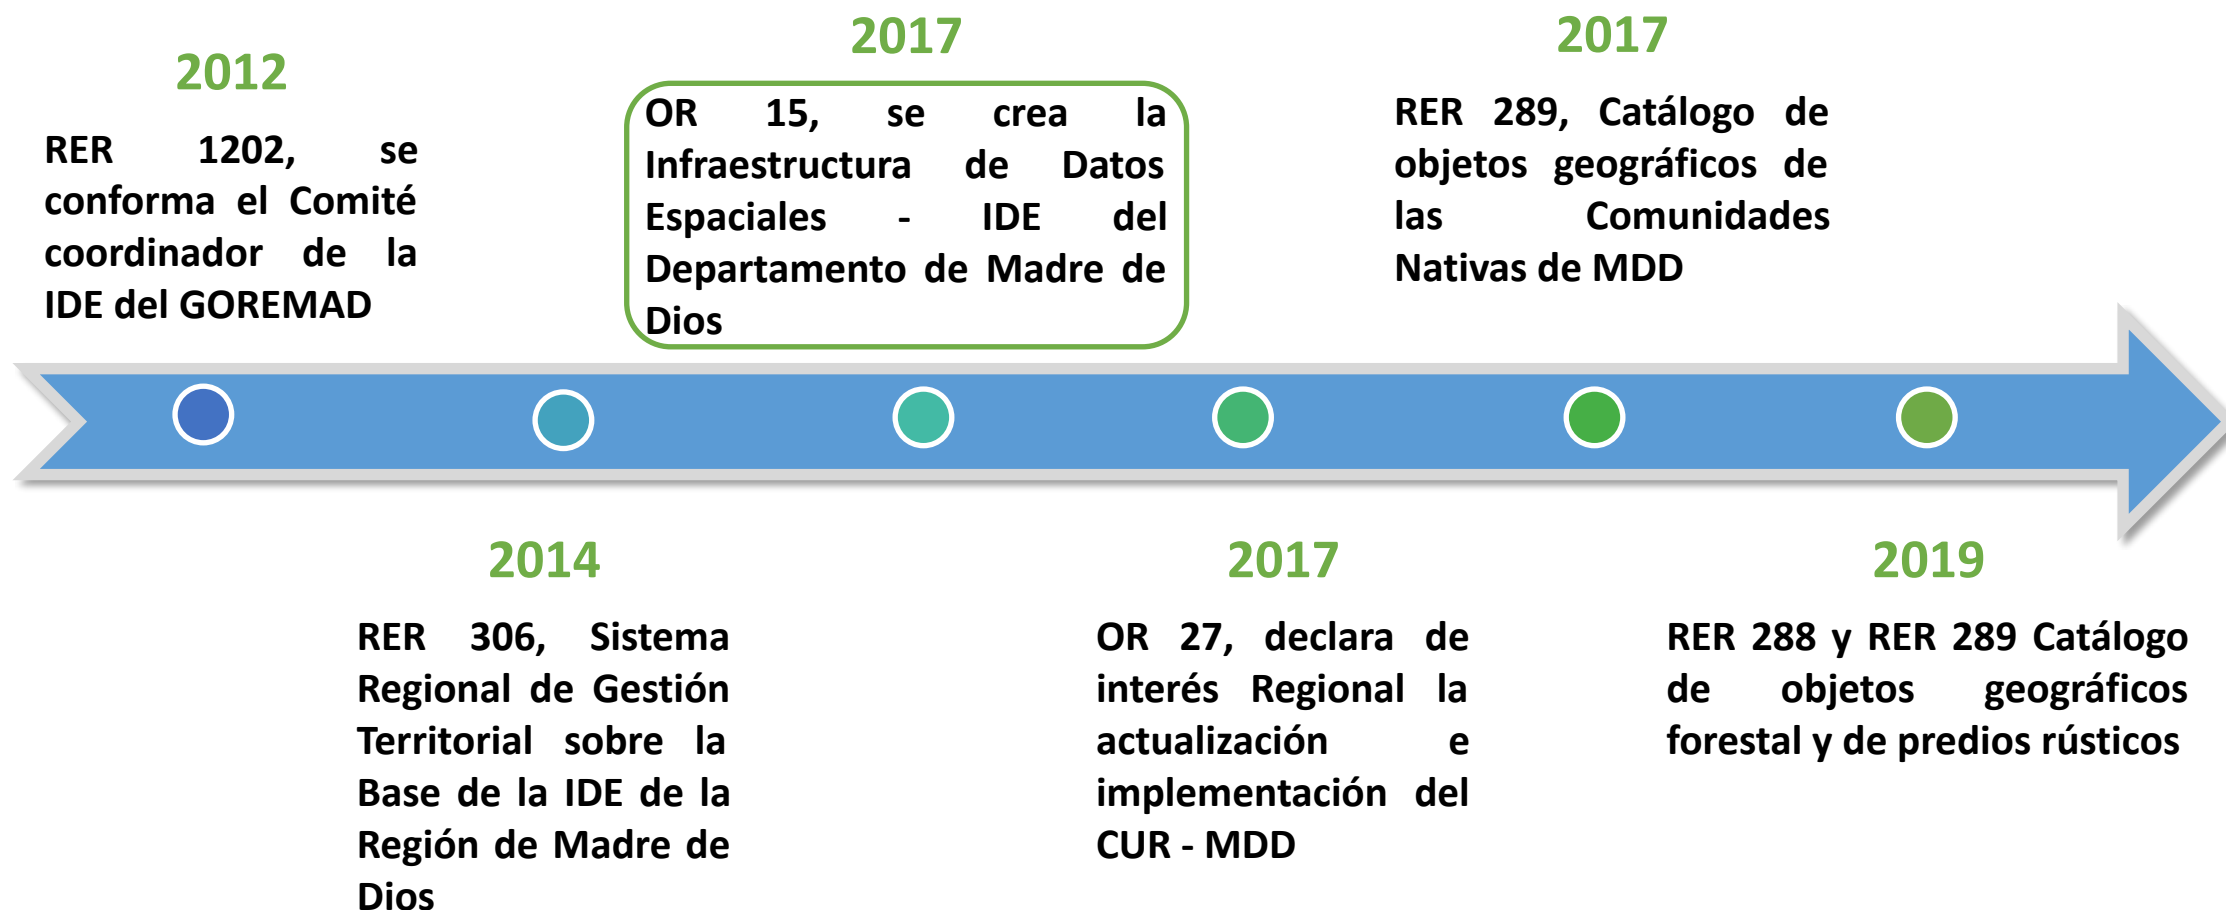 2012
RER 1202, se
conforma el Comité
coordinador de la
IDE del GOREMAD
2017
OR 15, se crea la
Infraestructura de Datos
Espaciales - IDE del
Departamento de Madre de
Dios
2017
RER 289, Catálogo de
objetos geográficos de
las Comunidades
Nativas de MDD
2014
RER 306, Sistema
Regional de Gestión
Territorial sobre la
Base de la IDE de la
Región de Madre de
Dios
2017
OR 27, declara de
interés Regional la
actualización e
implementación del
CUR - MDD
2019
RER 288 y RER 289 Catálogo
de objetos geográficos
forestal y de predios rústicos